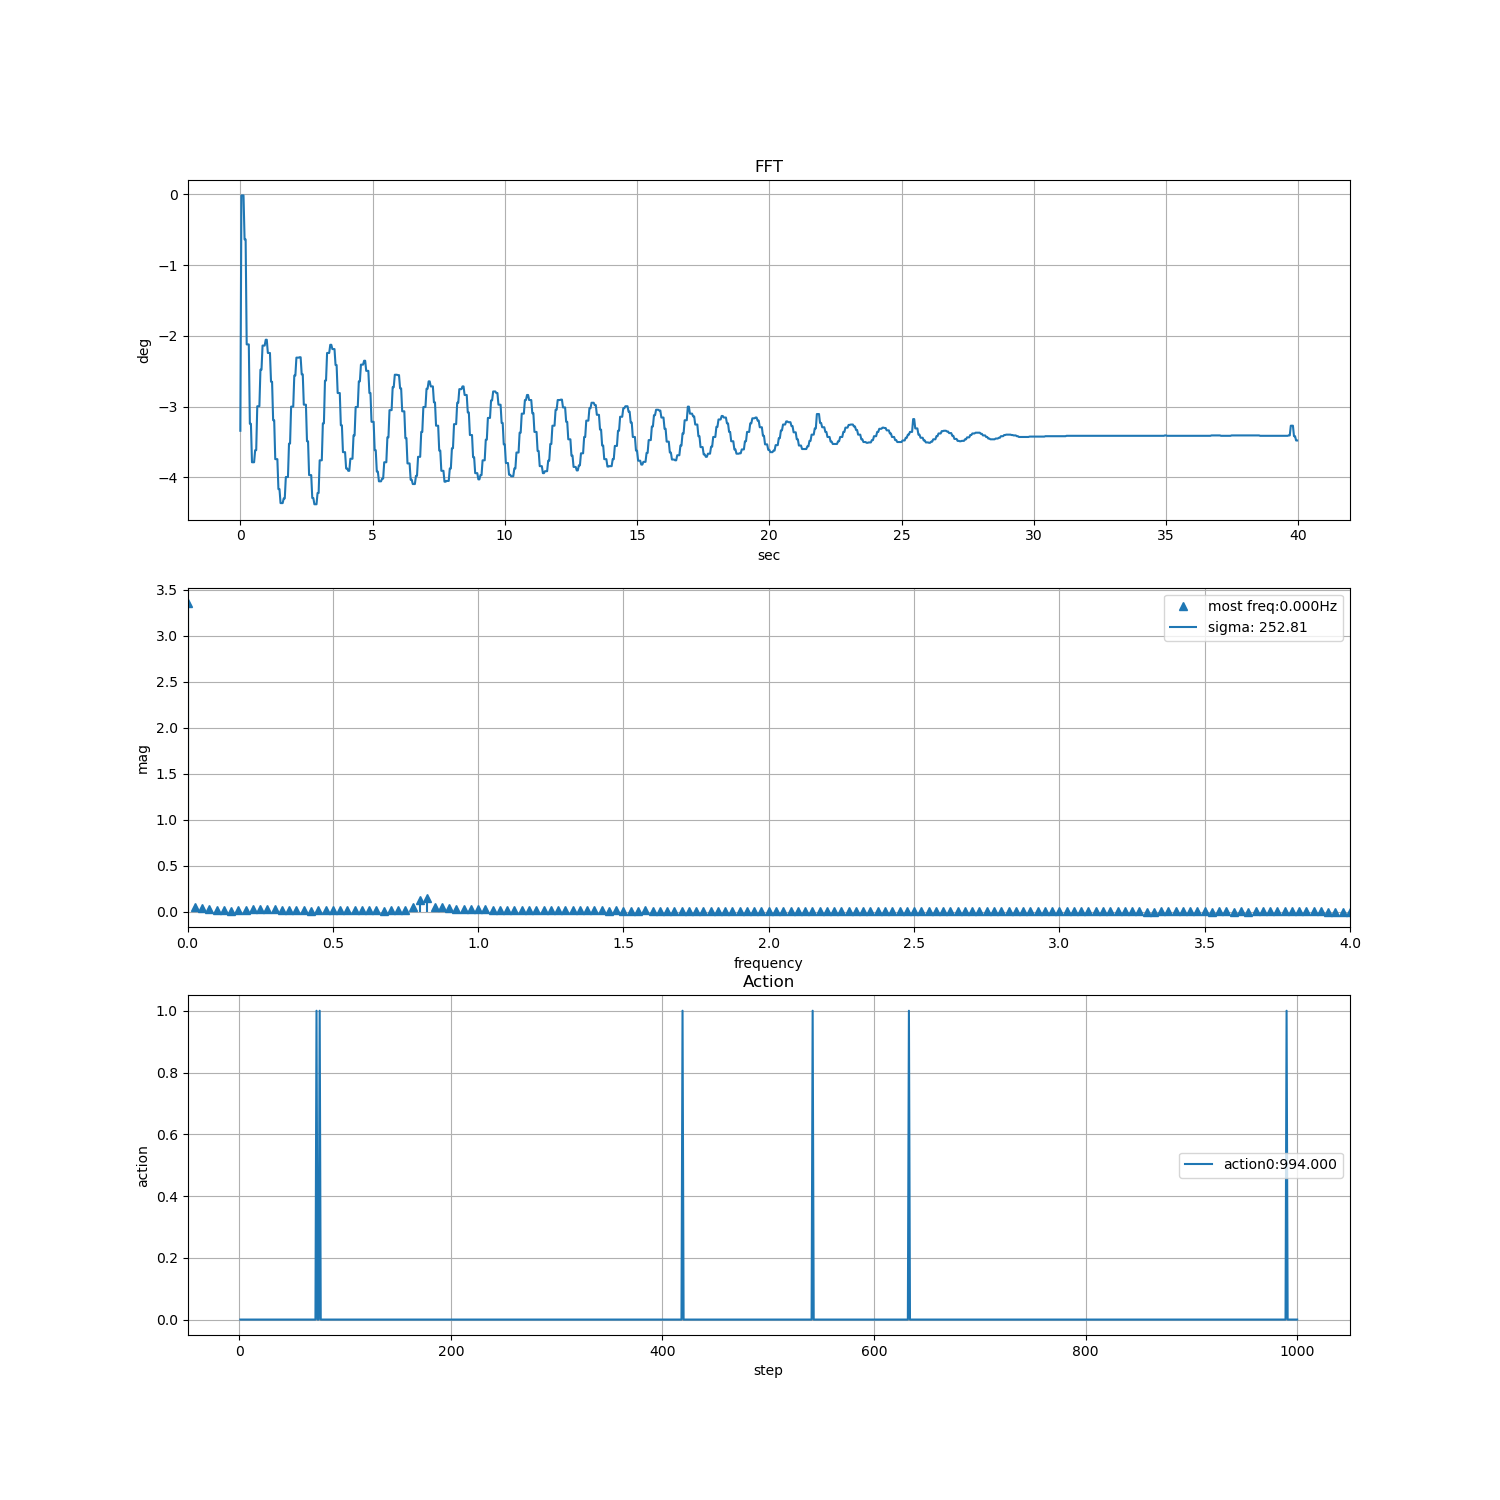 FFT
0
−1
−2
−3
−4
deg
0 5 10 15 20 25 30 35 40
sec
3.5
3.0
2.5
2.0
1.5
1.0
0.5
0.0
mag
most freq:0.000Hz
sigma: 252.81
0.0 0.5 1.0 1.5 2.0 2.5 3.0 3.5 4.0
frequency
Action
1.0
0.8
0.6
0.4
0.2
0.0
action
action0:994.000
0 200 400 600 800 1000
step